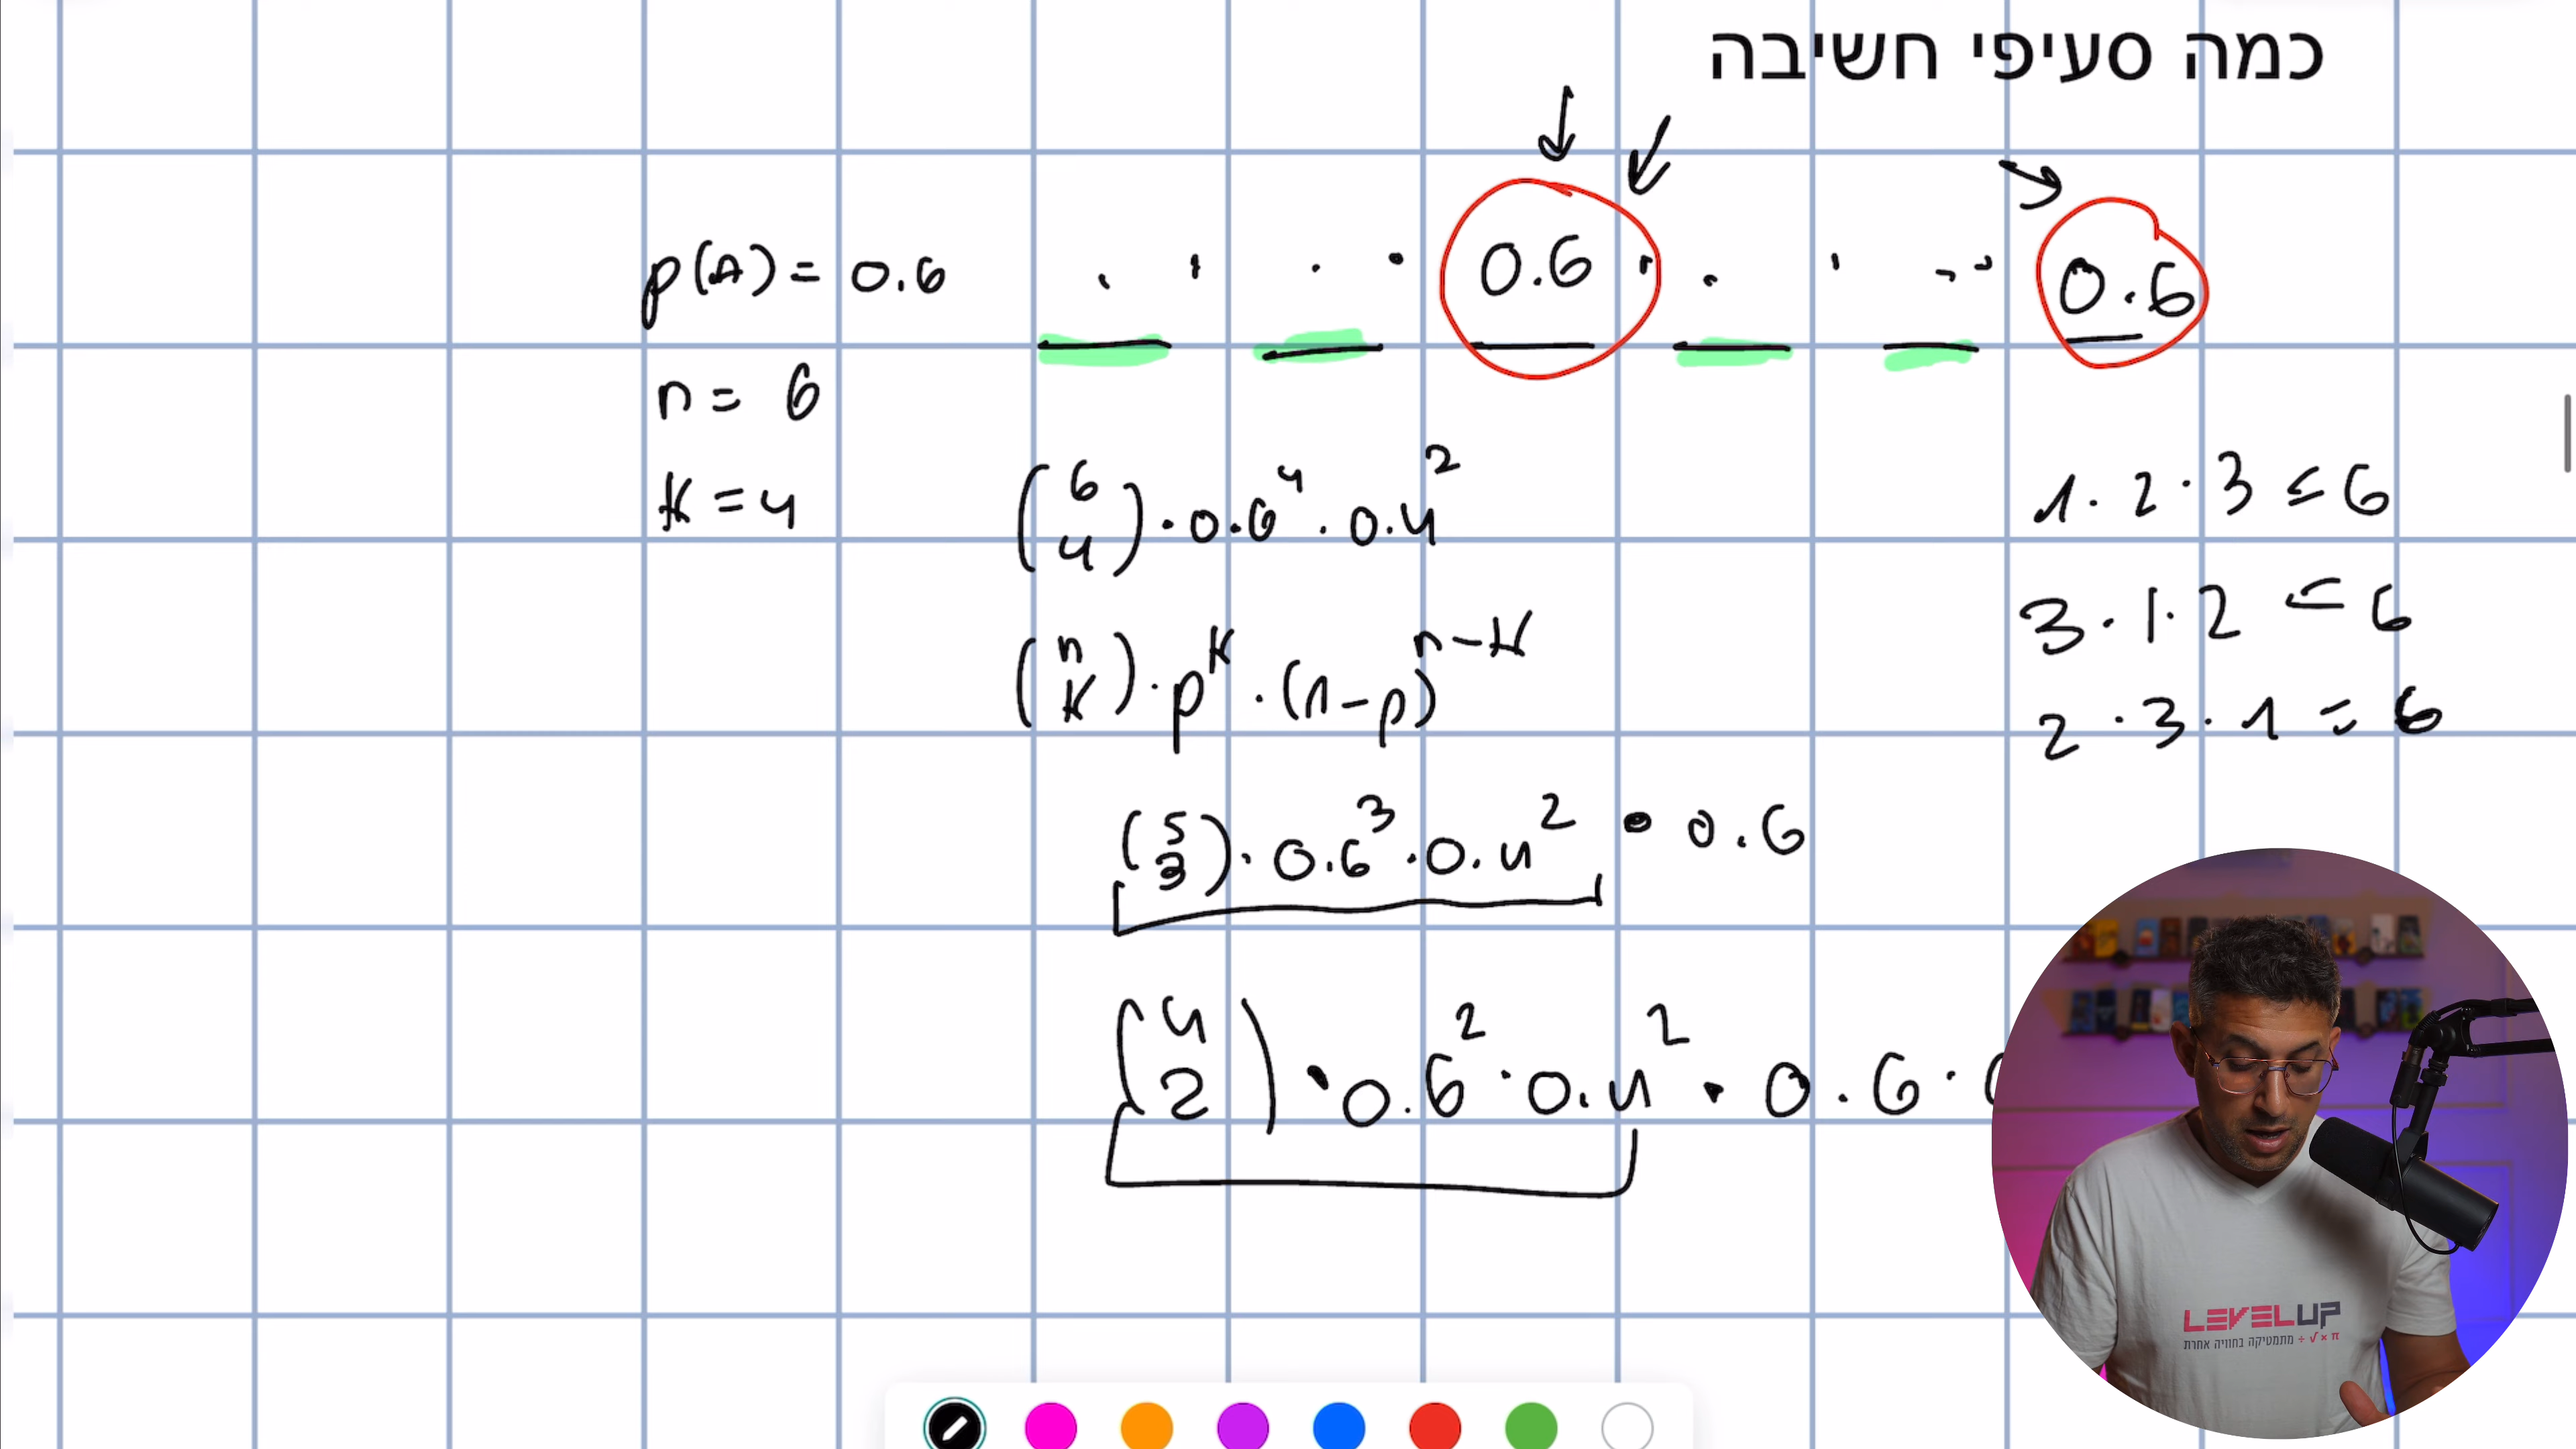 כמה סעיפי חשיבה
p(A) = 0.6
0.6
0.6
n = 6
k = 4
(6 4) · 0.6^4 · 0.4^2
1 · 2 · 3 = 6
(n k) · p^k · (1-p)^n-k
3 · 1 · 2 = 6
2 · 3 · 1 = 6
(5 3) · 0.6^3 · 0.4^2 · 0.6
(4 2) · 0.6^2 · 0.4^2 · 0.6 ·
LEVELUP
מתמטיקה בחוויה אחרת ÷ √ × π